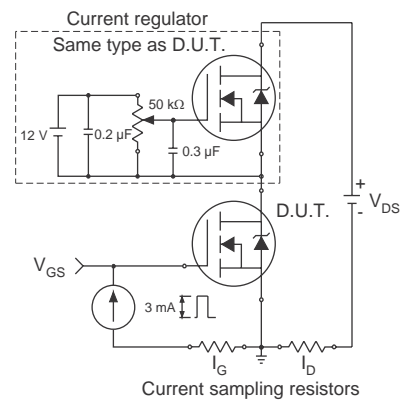 Current regulator
Same type as D.U.T.
50 kΩ
12 V
0.2 µF
0.3 µF
+
VDS
-
D.U.T.
VGS
3 mA
IG
ID
Current sampling resistors